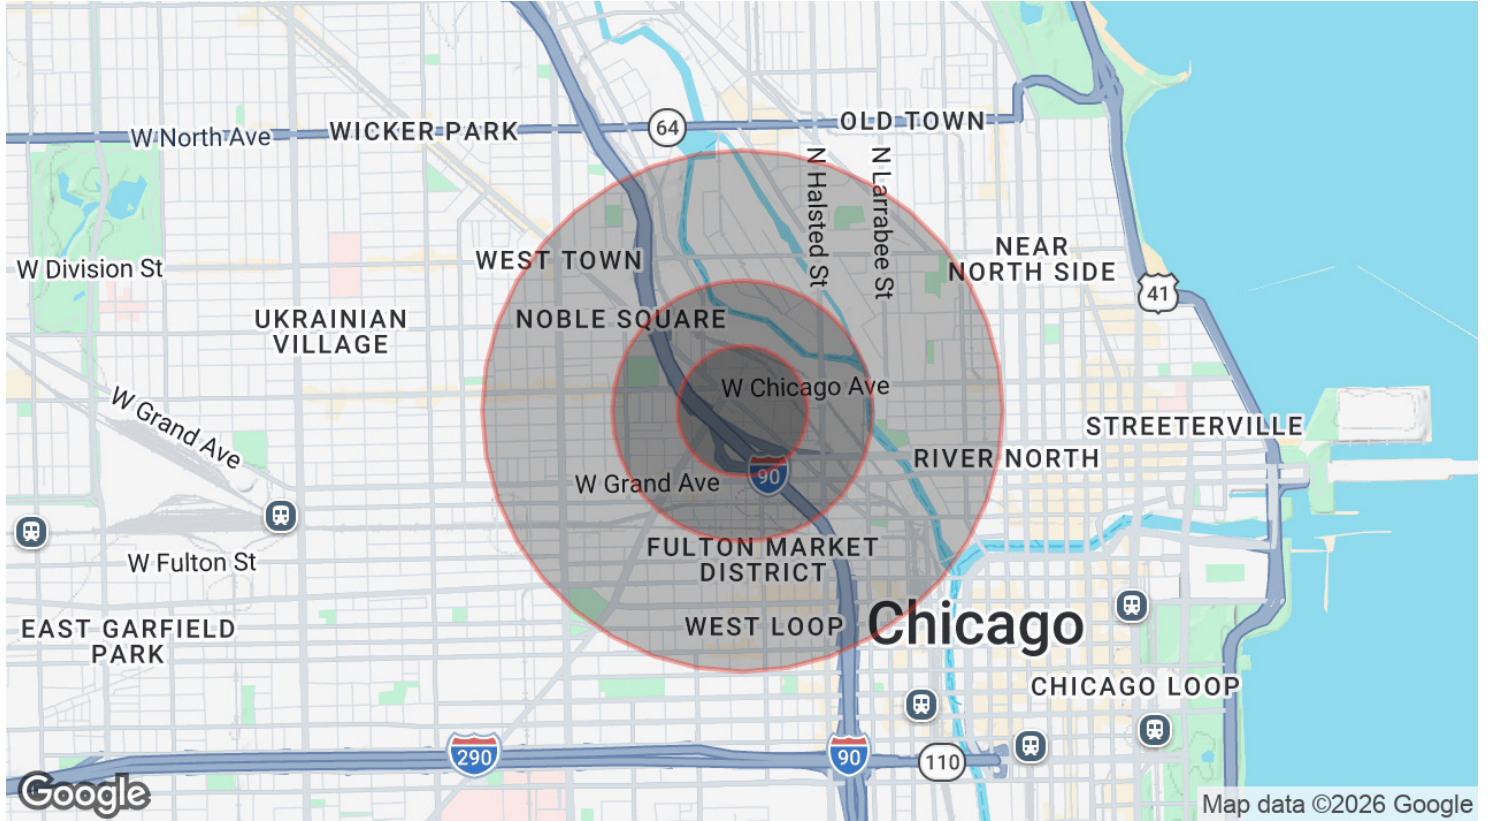 W North Ave
WICKER PARK
64
OLD TOWN
N Halsted St
N Larrabee St
W Division St
WEST TOWN
NEAR
NORTH SIDE
41
UKRAINIAN
VILLAGE
NOBLE SQUARE
W Chicago Ave
W Grand Ave
STREETERVILLE
RIVER NORTH
W Grand Ave
90
W Fulton St
FULTON MARKET
DISTRICT
EAST GARFIELD
PARK
WEST LOOP
Chicago
CHICAGO LOOP
290
90
110
Google
Map data ©2026 Google